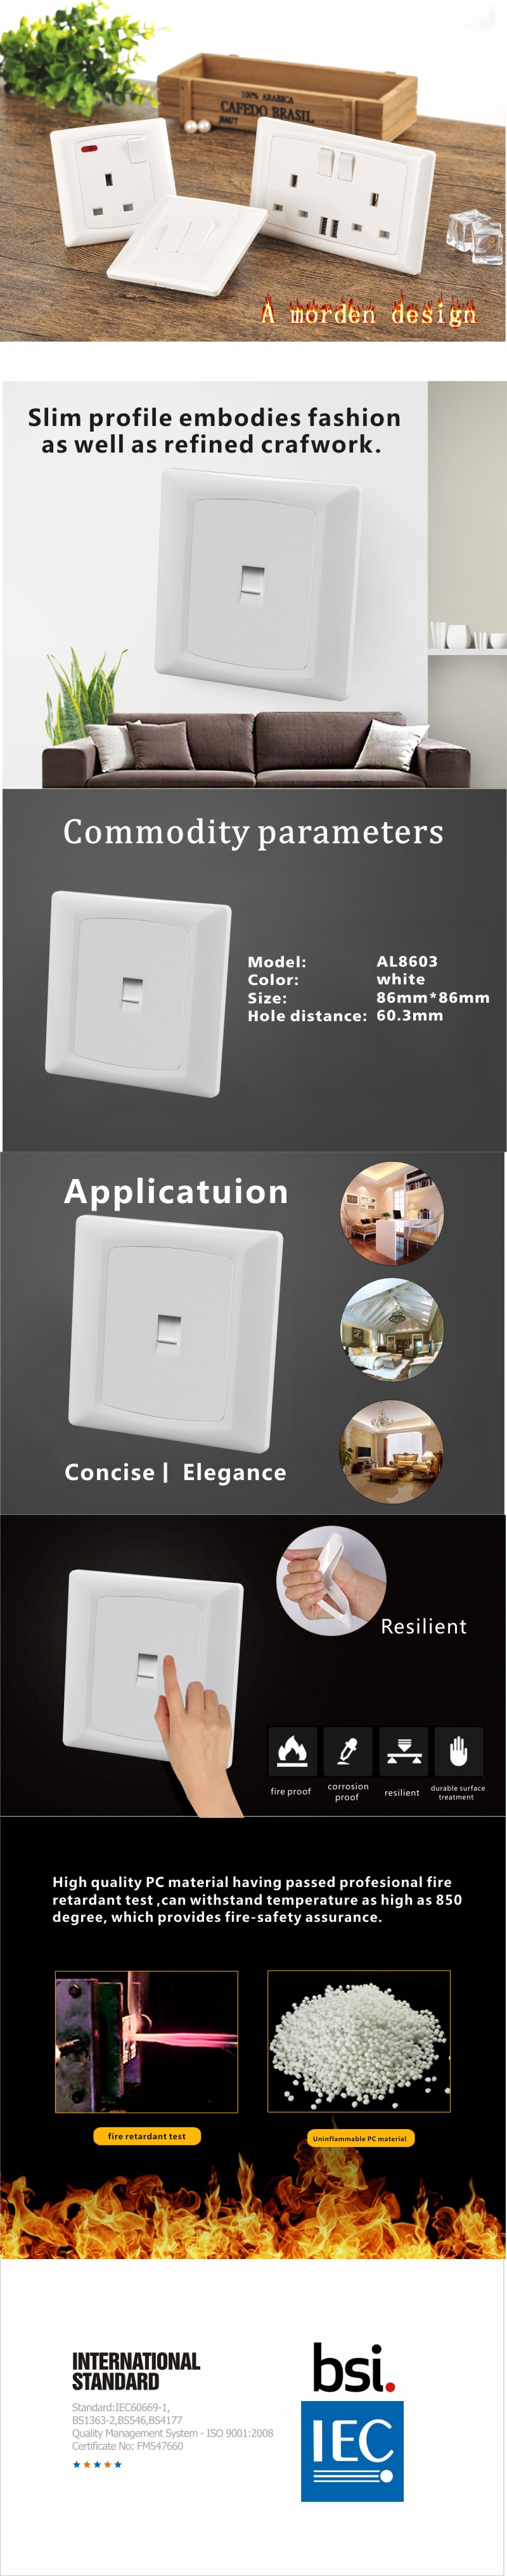 100% ARABICA
CAFEDO BRASIL
A morden design
Slim profile embodies fashion
as well as refined crafwork.
Commodity parameters
Model: AL8603
Color: white
Size: 86mm*86mm
Hole distance: 60.3mm
Applicatuion
Concise | Elegance
Resilient
fire proof
corrosion
proof
resilient
durable surface
treatment
High quality PC material having passed profesional fire
retardant test ,can withstand temperature as high as 850
degree, which provides fire-safety assurance.
fire retardant test
Uninflammable PC material
INTERNATIONAL
STANDARD
Standard:IEC60669-1,
BS1363-2,BS546,BS4177
Quality Management System - ISO 9001:2008
Certificate No: FM547660
bsi.
IEC